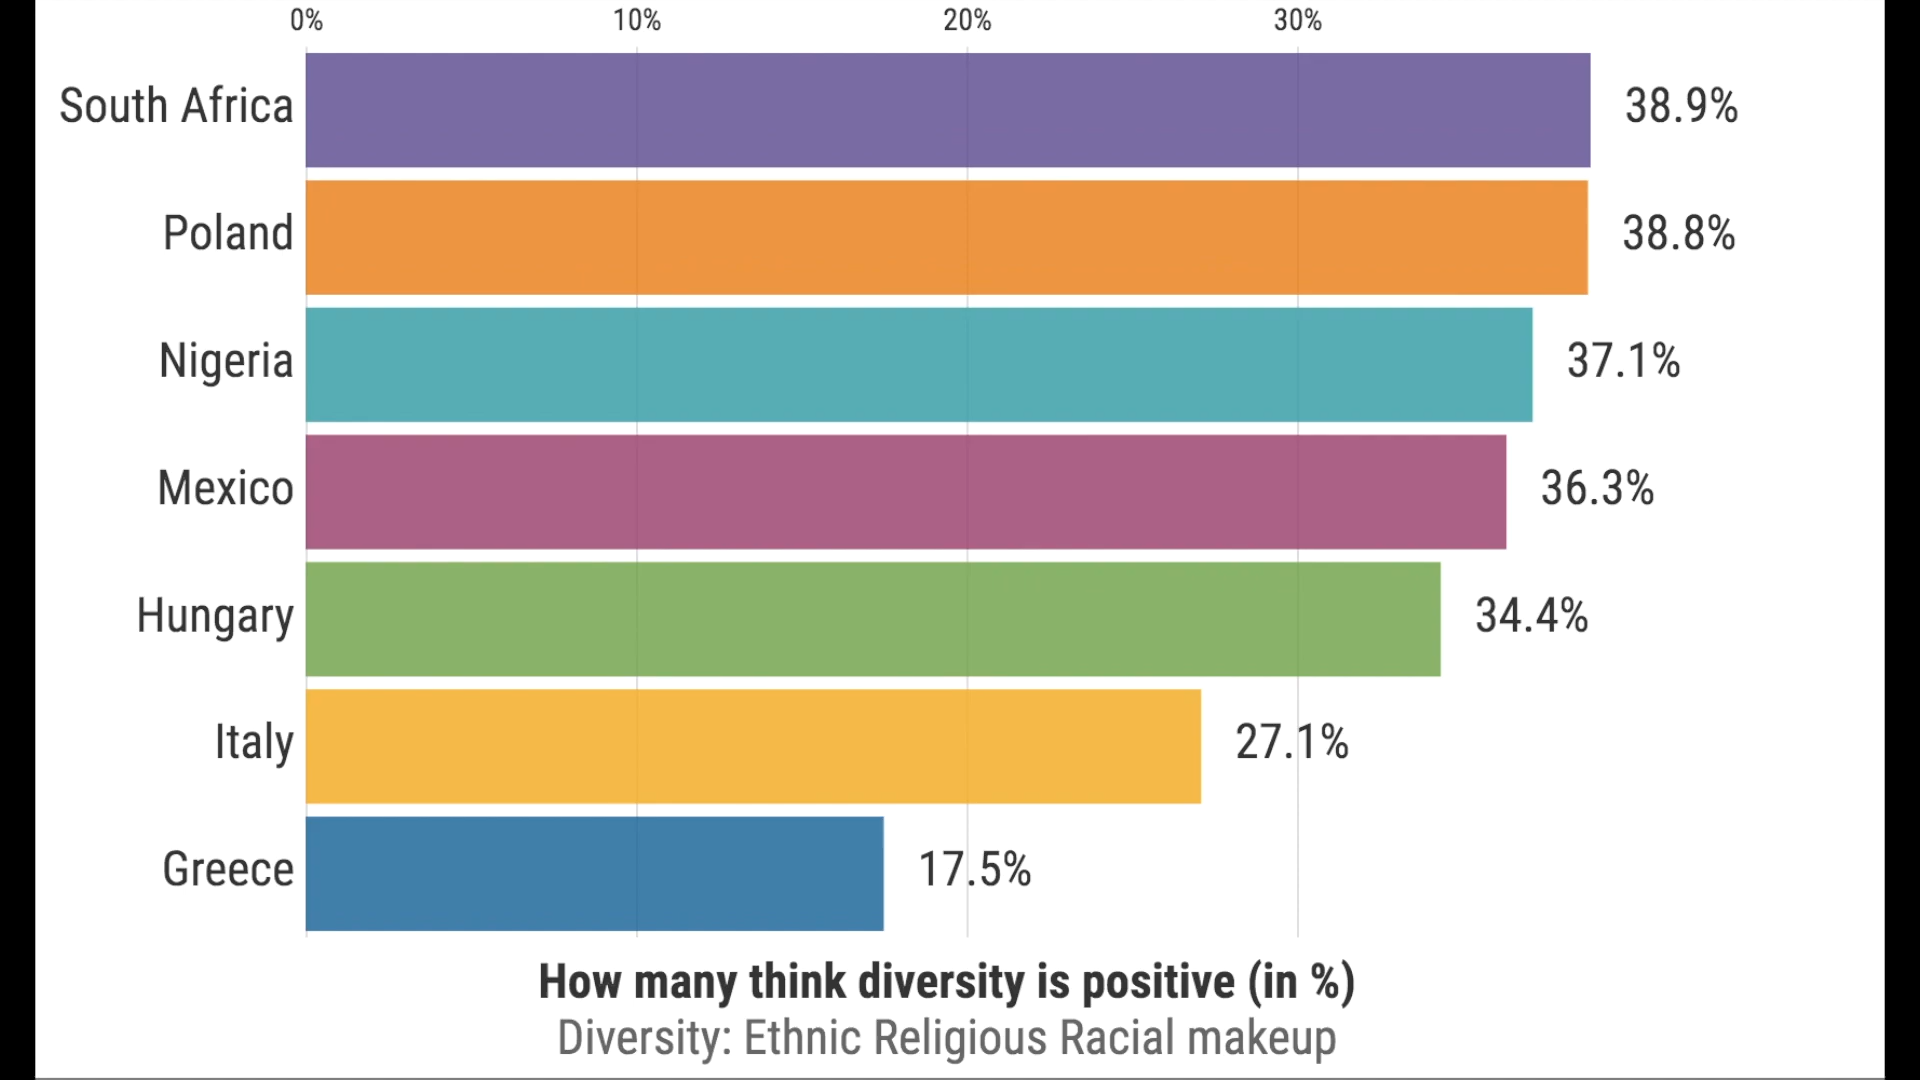 0% 10% 20% 30%
South Africa 38.9%
Poland 38.8%
Nigeria 37.1%
Mexico 36.3%
Hungary 34.4%
Italy 27.1%
Greece 17.5%
How many think diversity is positive (in %)
Diversity: Ethnic Religious Racial makeup